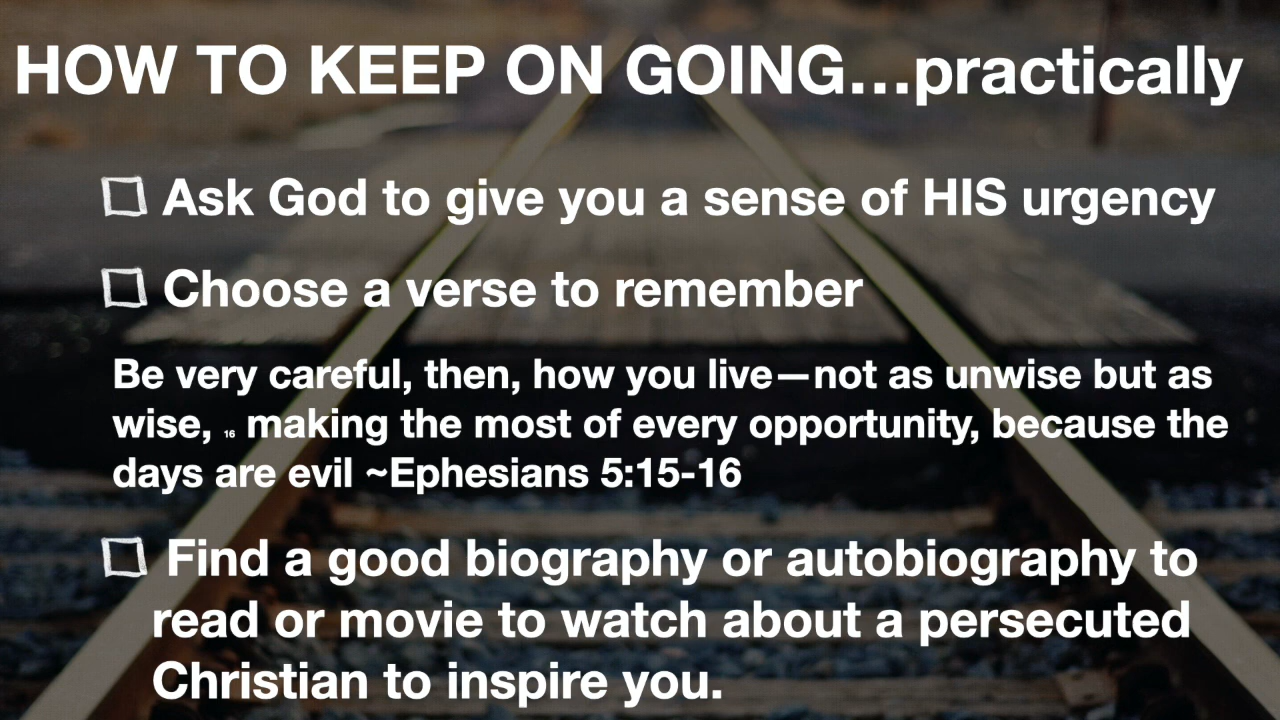 HOW TO KEEP ON GOING...practically
Ask God to give you a sense of HIS urgency
Choose a verse to remember
Be very careful, then, how you live—not as unwise but as
wise, 16 making the most of every opportunity, because the
days are evil ~Ephesians 5:15-16
Find a good biography or autobiography to
read or movie to watch about a persecuted
Christian to inspire you.